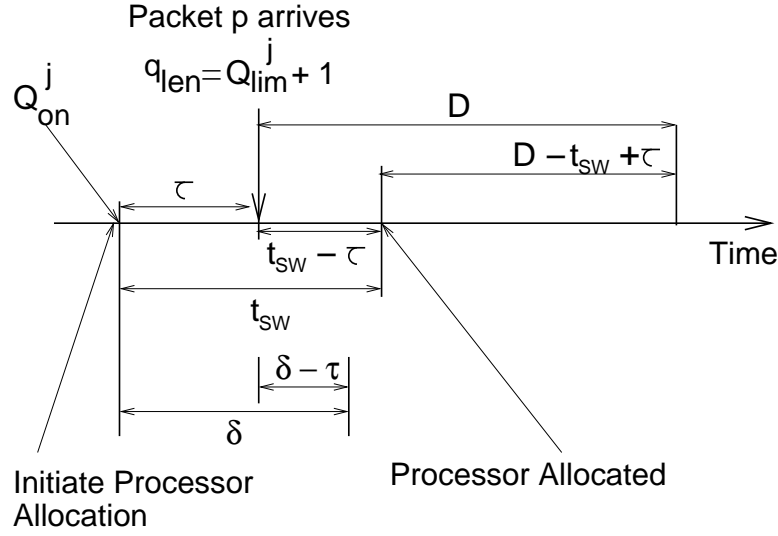 Packet p arrives
q_len = Q^j_lim + 1
Q^j_on
D
D − t_SW + τ
τ
t_SW − τ
Time
t_SW
δ − τ
δ
Initiate Processor
Allocation
Processor Allocated